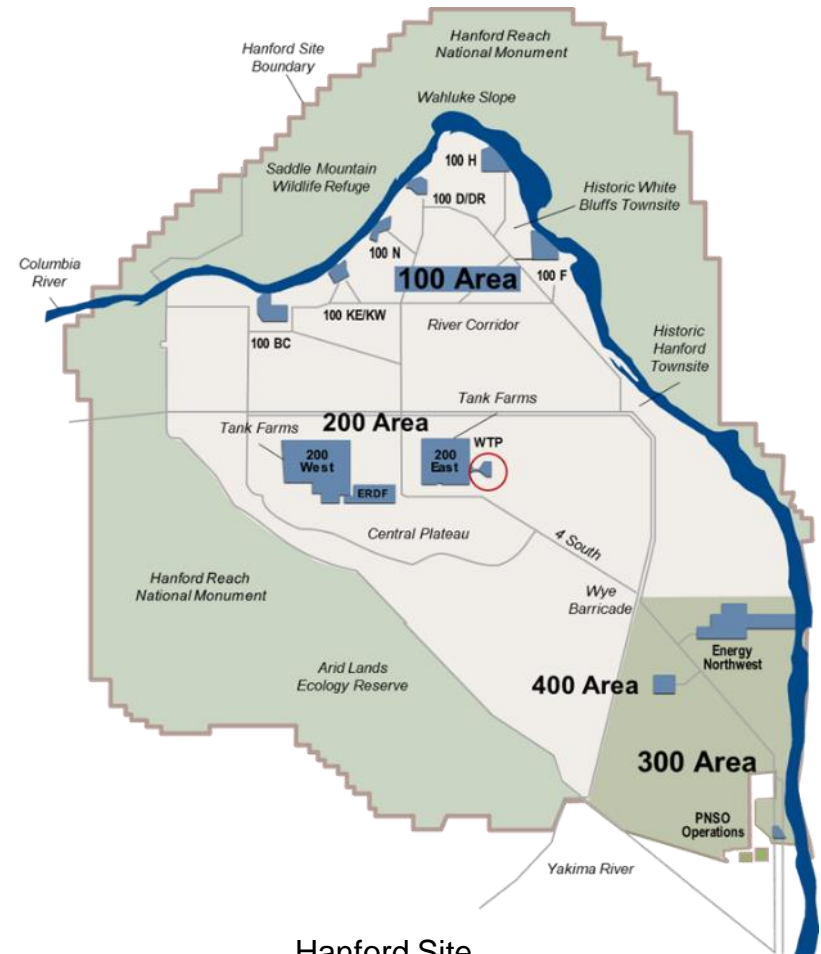 Hanford Reach
National Monument
Hanford Site
Boundary
Wahluke Slope
100 H
Saddle Mountain
Wildlife Refuge
100 D/DR
Historic White
Bluffs Townsite
100 N
Columbia
River
100 Area
100 F
100 KE/KW
River Corridor
100 BC
Historic
Hanford
Townsite
Tank Farms
200 Area
Tank Farms
WTP
200
West
200
East
ERDF
Central Plateau
4 South
Hanford Reach
National Monument
Wye
Barricade
Energy
Northwest
Arid Lands
Ecology Reserve
400 Area
300 Area
PNSO
Operations
Yakima River
Hanford Site